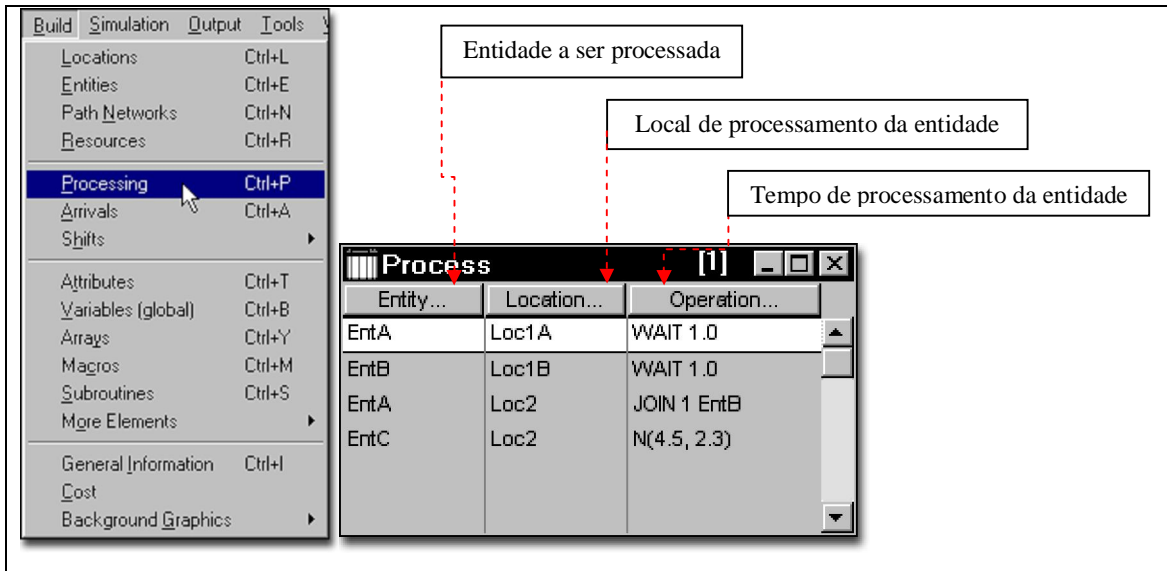 Build Simulation Output Tools
Locations Ctrl+L
Entities Ctrl+E
Path Networks Ctrl+N
Resources Ctrl+R
Processing Ctrl+P
Arrivals Ctrl+A
Shifts
Attributes Ctrl+T
Variables (global) Ctrl+B
Arrays Ctrl+Y
Macros Ctrl+M
Subroutines Ctrl+S
More Elements
General Information Ctrl+I
Cost
Background Graphics
Entidade a ser processada
Local de processamento da entidade
Tempo de processamento da entidade
Process [1]
Entity... Location... Operation...
EntA Loc1A WAIT 1.0
EntB Loc1B WAIT 1.0
EntA Loc2 JOIN 1 EntB
EntC Loc2 N(4.5, 2.3)